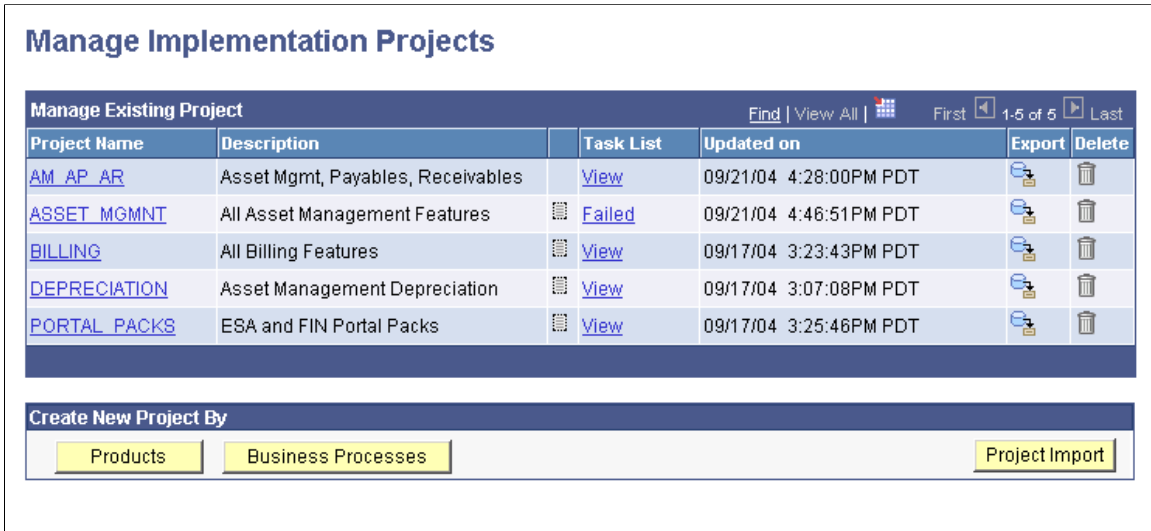 Manage Implementation Projects
Manage Existing Project Find | View All | First 1-5 of 5 Last
Project Name Description Task List Updated on Export Delete
AM_AP_AR Asset Mgmt, Payables, Receivables View 09/21/04 4:28:00PM PDT
ASSET_MGMNT All Asset Management Features Failed 09/21/04 4:46:51PM PDT
BILLING All Billing Features View 09/17/04 3:23:43PM PDT
DEPRECIATION Asset Management Depreciation View 09/17/04 3:07:08PM PDT
PORTAL_PACKS ESA and FIN Portal Packs View 09/17/04 3:25:46PM PDT
Create New Project By
Products Business Processes Project Import